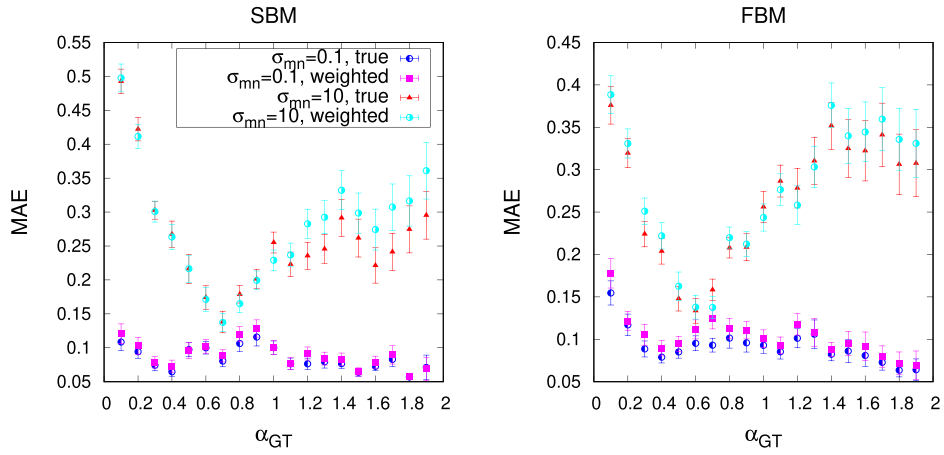 SBM
0.55
0.5
0.45
0.4
0.35
0.3
0.25
0.2
0.15
0.1
0.05
MAE
σmn=0.1, true
σmn=0.1, weighted
σmn=10, true
σmn=10, weighted
0 0.2 0.4 0.6 0.8 1 1.2 1.4 1.6 1.8 2
αGT
FBM
0.45
0.4
0.35
0.3
0.25
0.2
0.15
0.1
0.05
MAE
0 0.2 0.4 0.6 0.8 1 1.2 1.4 1.6 1.8 2
αGT